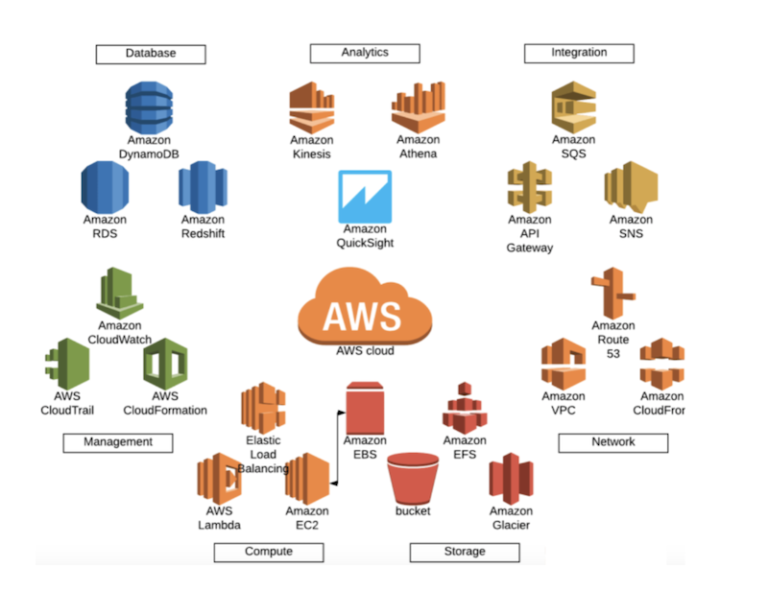 Database
Analytics
Integration
Amazon
DynamoDB
Amazon
Kinesis
Amazon
Athena
Amazon
SQS
Amazon
RDS
Amazon
Redshift
Amazon
QuickSight
Amazon
API
Gateway
Amazon
SNS
Amazon
CloudWatch
AWS
AWS cloud
Amazon
Route
53
AWS
CloudTrail
AWS
CloudFormation
Amazon
VPC
Amazon
CloudFror
Management
Elastic
Load
Balancing
Amazon
EBS
Amazon
EFS
Network
AWS
Lambda
Amazon
EC2
bucket
Amazon
Glacier
Compute
Storage